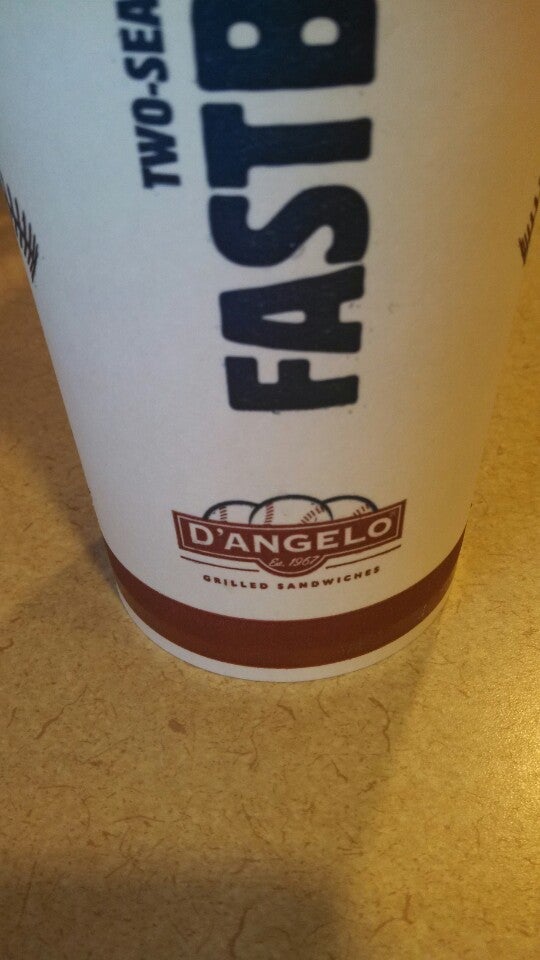 TWO-SEA
FASTB
D'ANGELO
Est. 1967
GRILLED SANDWICHES